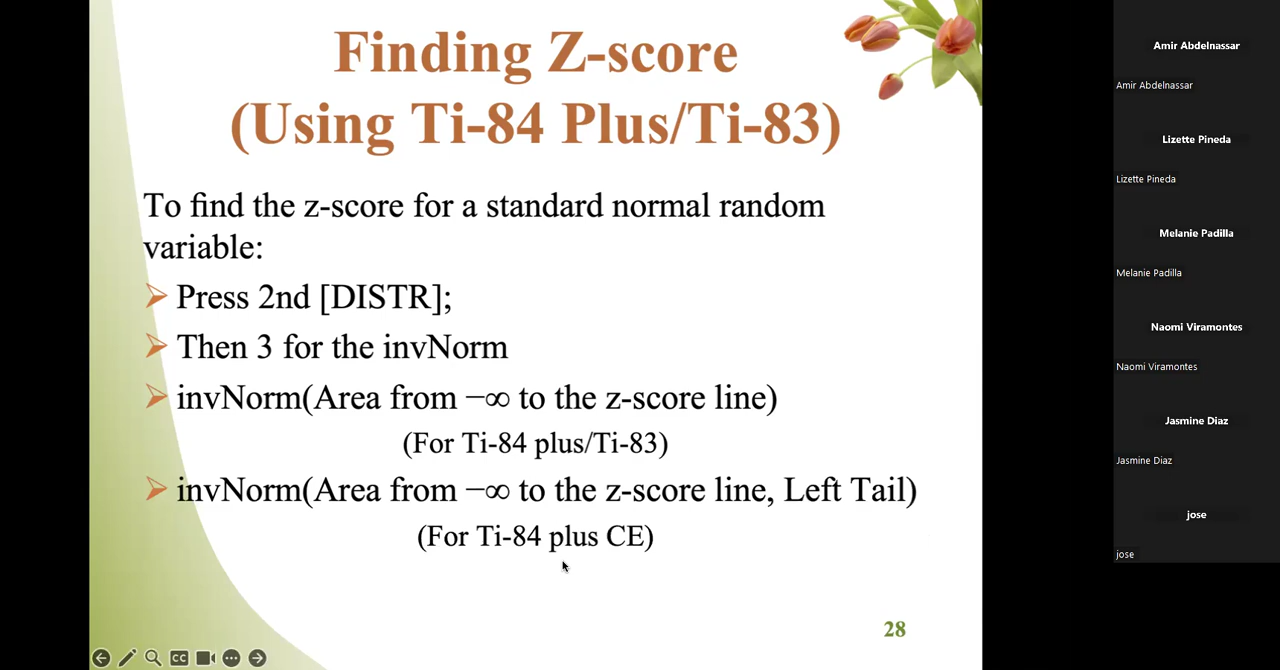 Finding Z-score
(Using Ti-84 Plus/Ti-83)
To find the z-score for a standard normal random
variable:
Press 2nd [DISTR];
Then 3 for the invNorm
invNorm(Area from −∞ to the z-score line)
(For Ti-84 plus/Ti-83)
invNorm(Area from −∞ to the z-score line, Left Tail)
(For Ti-84 plus CE)
28
CC
Amir Abdelnassar
Amir Abdelnassar
Lizette Pineda
Lizette Pineda
Melanie Padilla
Melanie Padilla
Naomi Viramontes
Naomi Viramontes
Jasmine Diaz
Jasmine Diaz
jose
jose